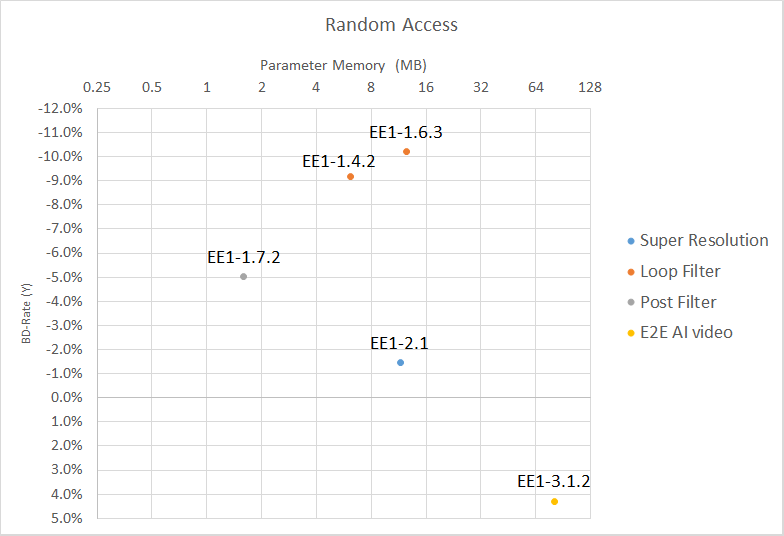 Random Access
Parameter Memory (MB)
0.25 0.5 1 2 4 8 16 32 64 128
-12.0%
-11.0%
-10.0%
-9.0%
-8.0%
-7.0%
-6.0%
-5.0%
-4.0%
-3.0%
-2.0%
-1.0%
0.0%
1.0%
2.0%
3.0%
4.0%
5.0%
BD-Rate (Y)
EE1-1.6.3
EE1-1.4.2
EE1-1.7.2
EE1-2.1
EE1-3.1.2
Super Resolution
Loop Filter
Post Filter
E2E AI video